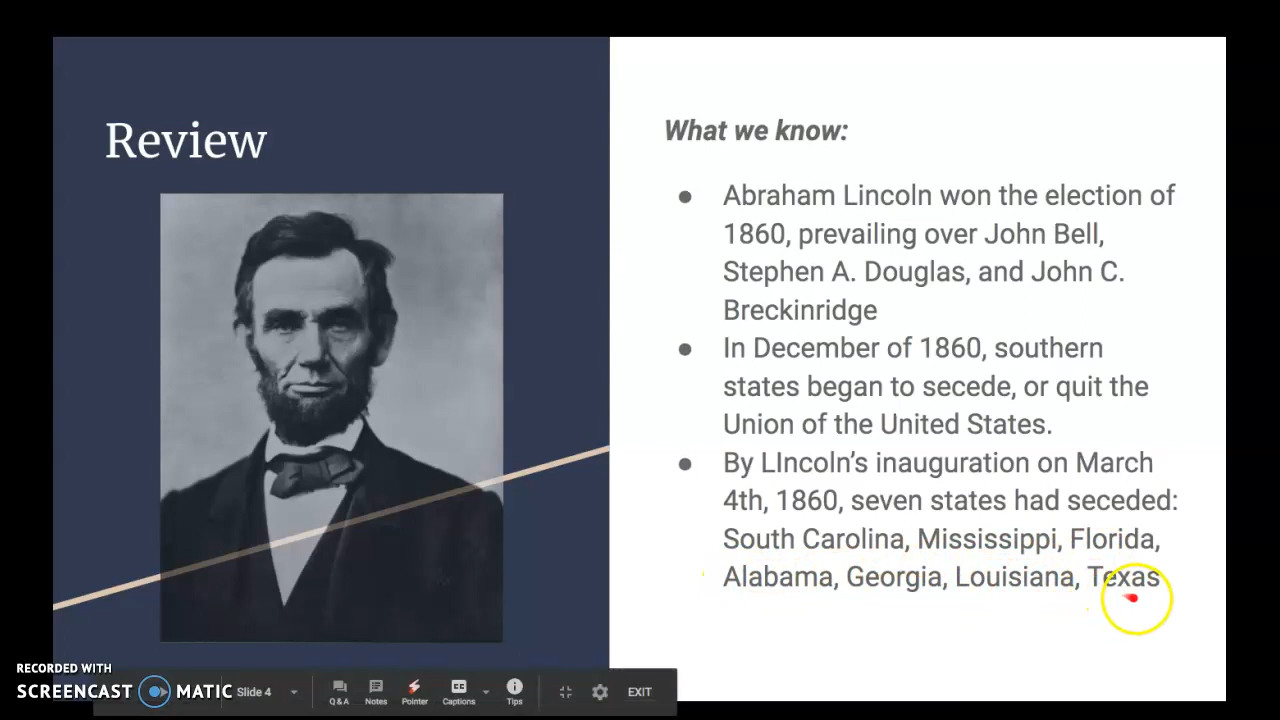 Review
What we know:
● Abraham Lincoln won the election of
1860, prevailing over John Bell,
Stephen A. Douglas, and John C.
Breckinridge
● In December of 1860, southern
states began to secede, or quit the
Union of the United States.
● By LIncoln's inauguration on March
4th, 1860, seven states had seceded:
South Carolina, Mississippi, Florida,
Alabama, Georgia, Louisiana, Texas
RECORDED WITH
SCREENCAST MATIC
Slide 4
Q & A
Notes
Pointer
CC
Captions
Tips
EXIT